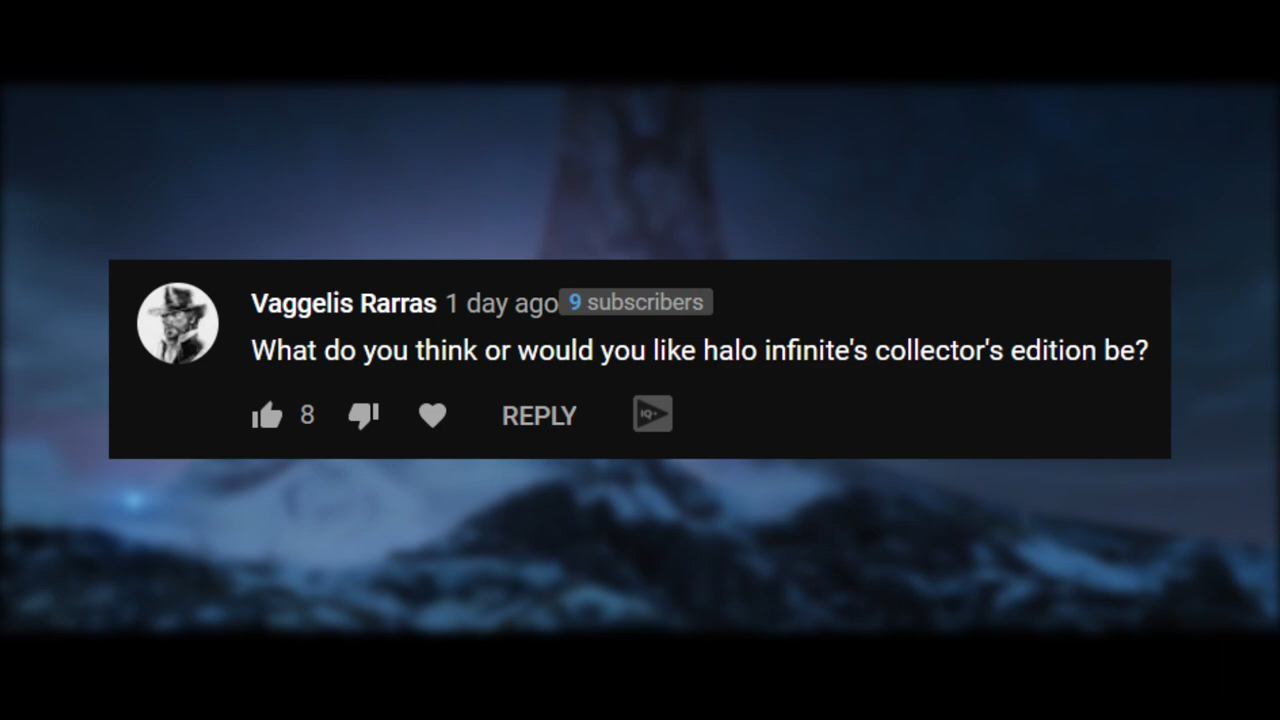 Vaggelis Rarras 1 day ago 9 subscribers
What do you think or would you like halo infinite's collector's edition be?
8 REPLY IQ+